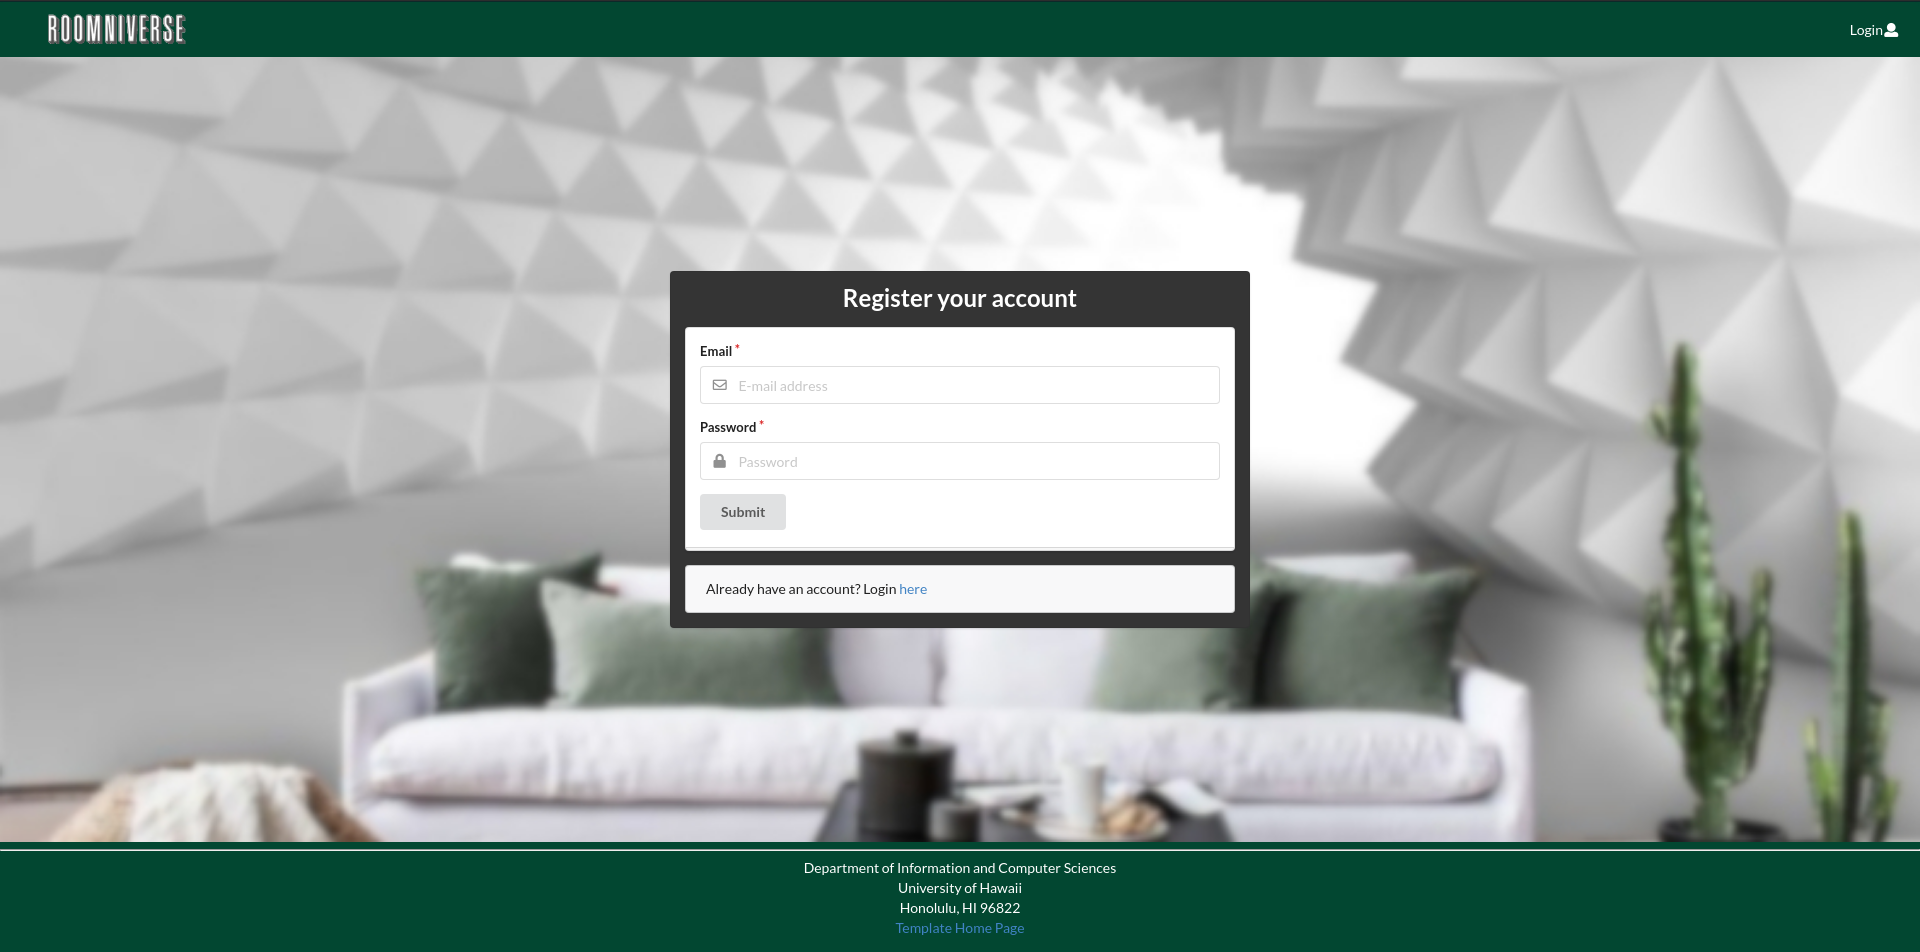 ROOMNIVERSE
Login
Register your account
Email *
E-mail address
Password *
Password
Submit
Already have an account? Login here
Department of Information and Computer Sciences
University of Hawaii
Honolulu, HI 96822
Template Home Page